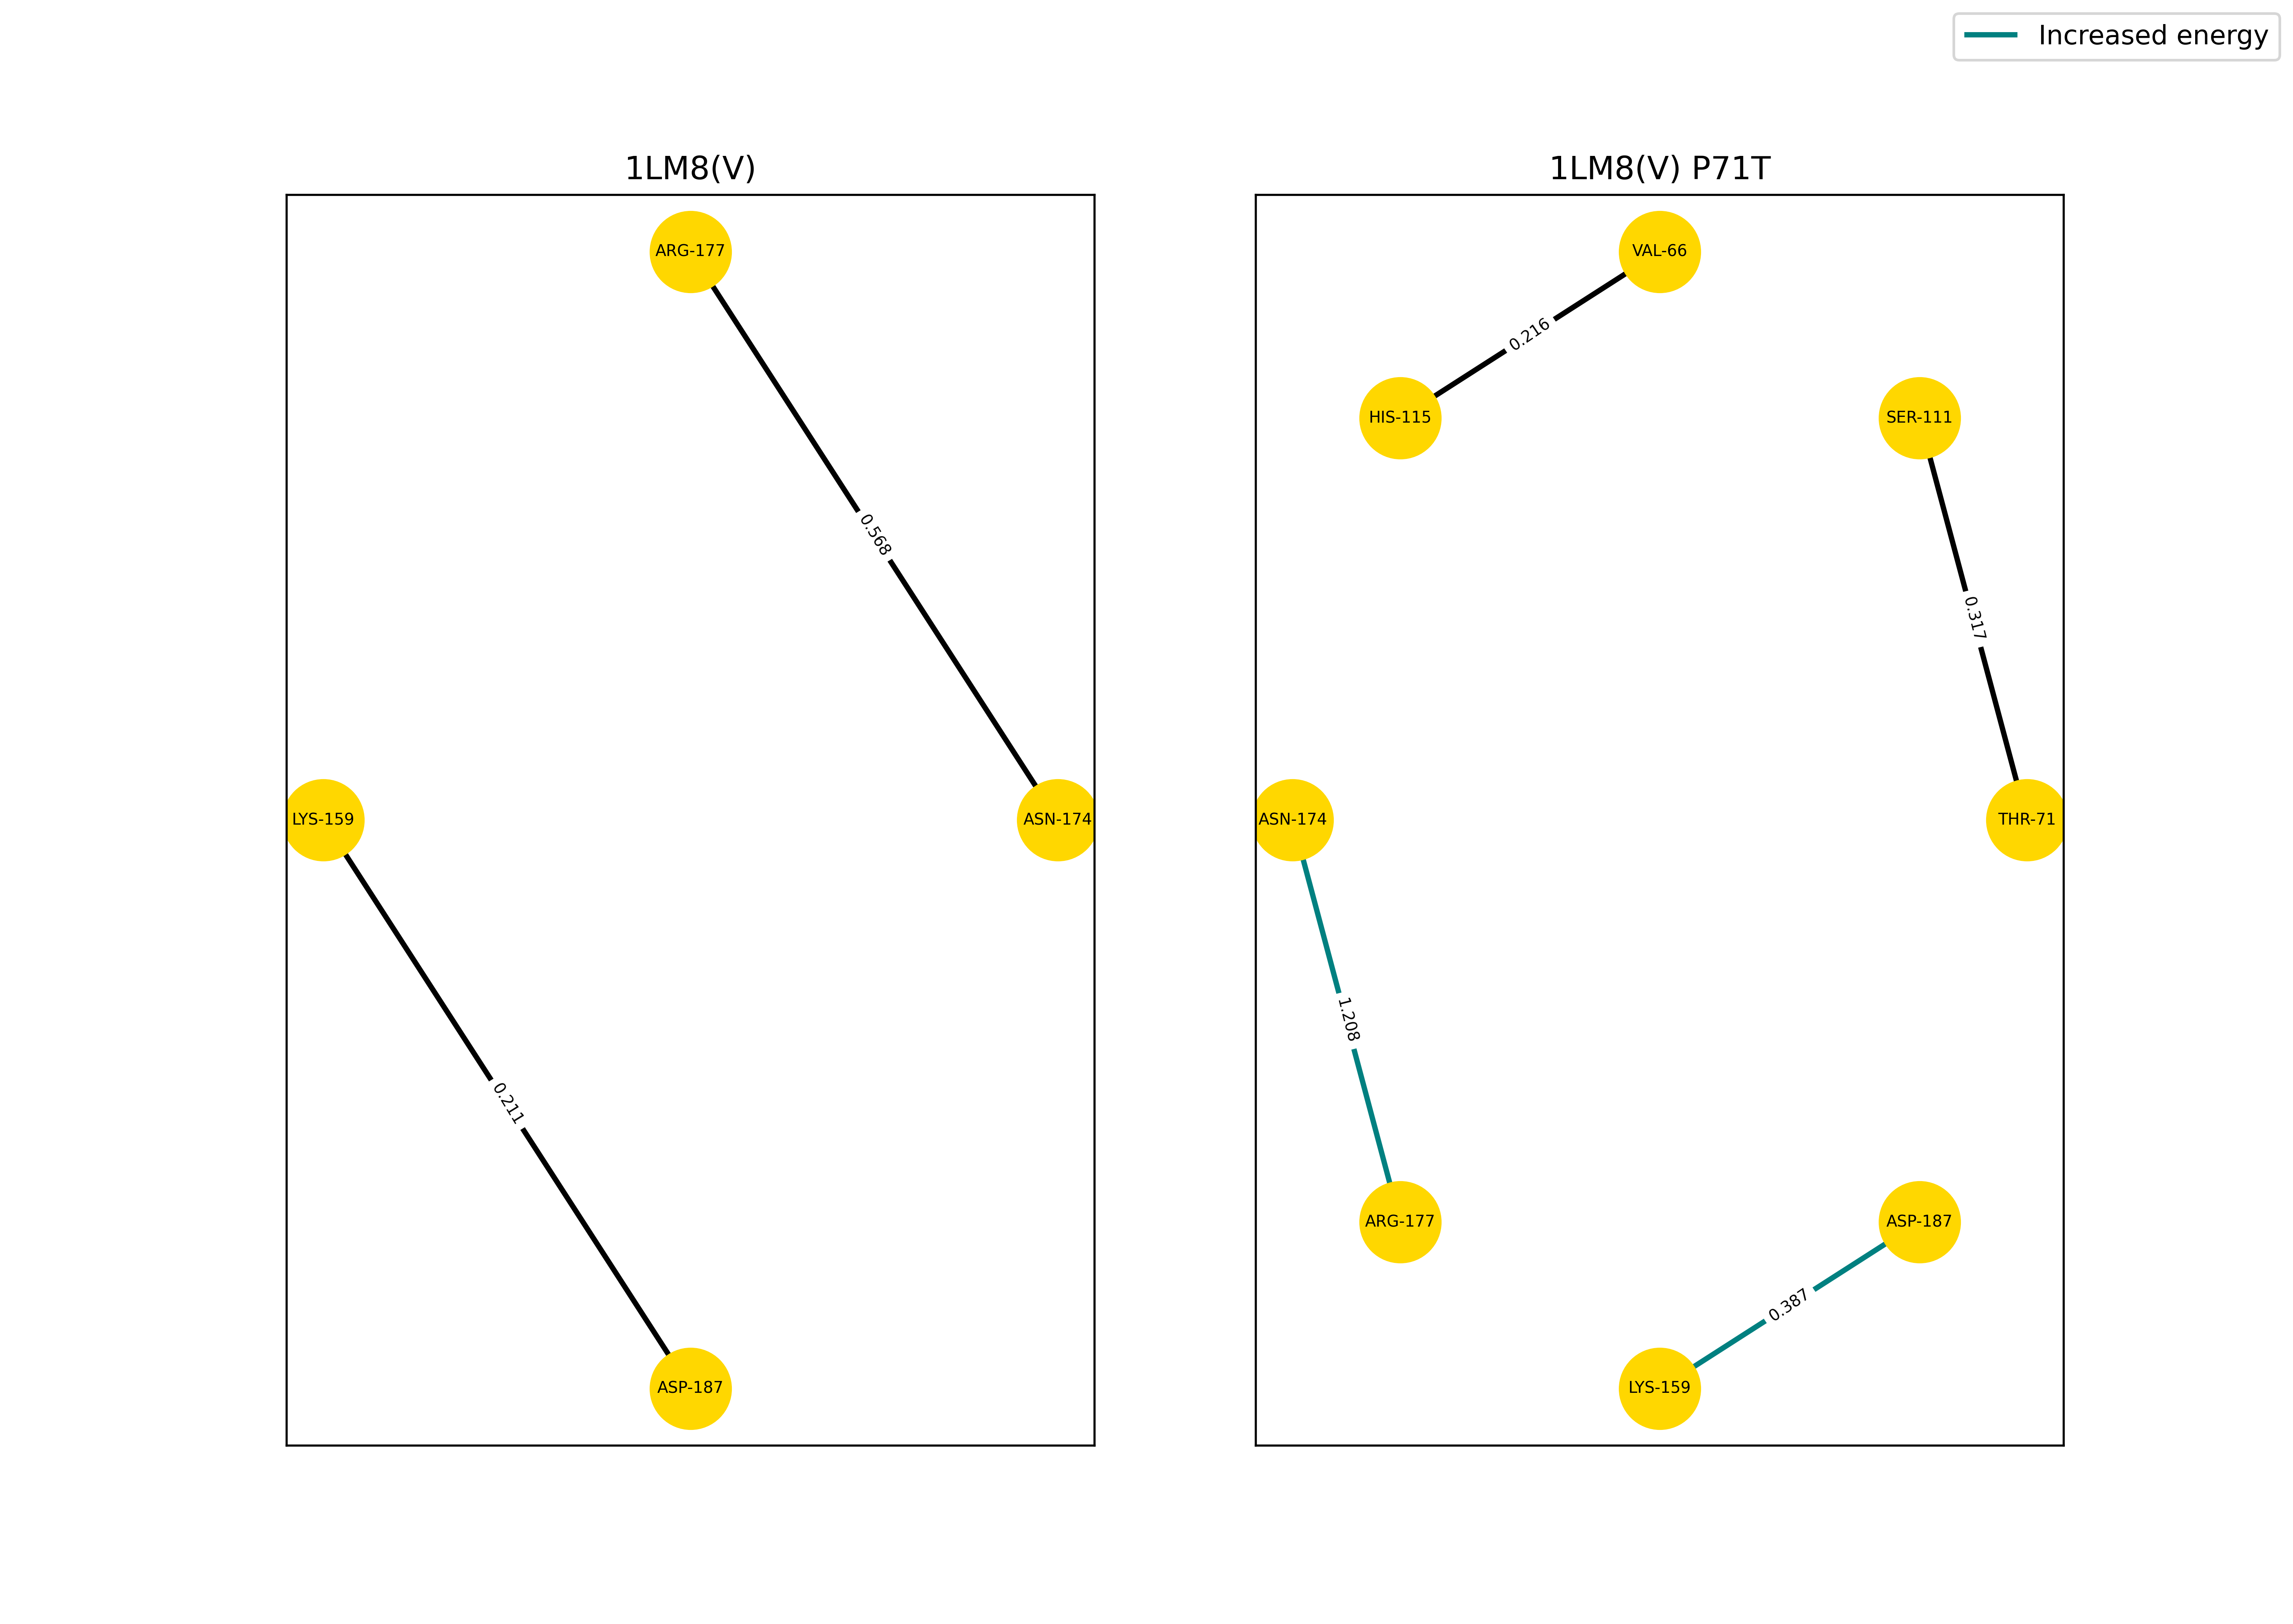 Increased energy
1LM8(V)
ARG-177
0.568
LYS-159
ASN-174
0.211
ASP-187
1LM8(V) P71T
VAL-66
0.216
HIS-115
SER-111
0.317
ASN-174
THR-71
1.208
ARG-177
ASP-187
0.387
LYS-159